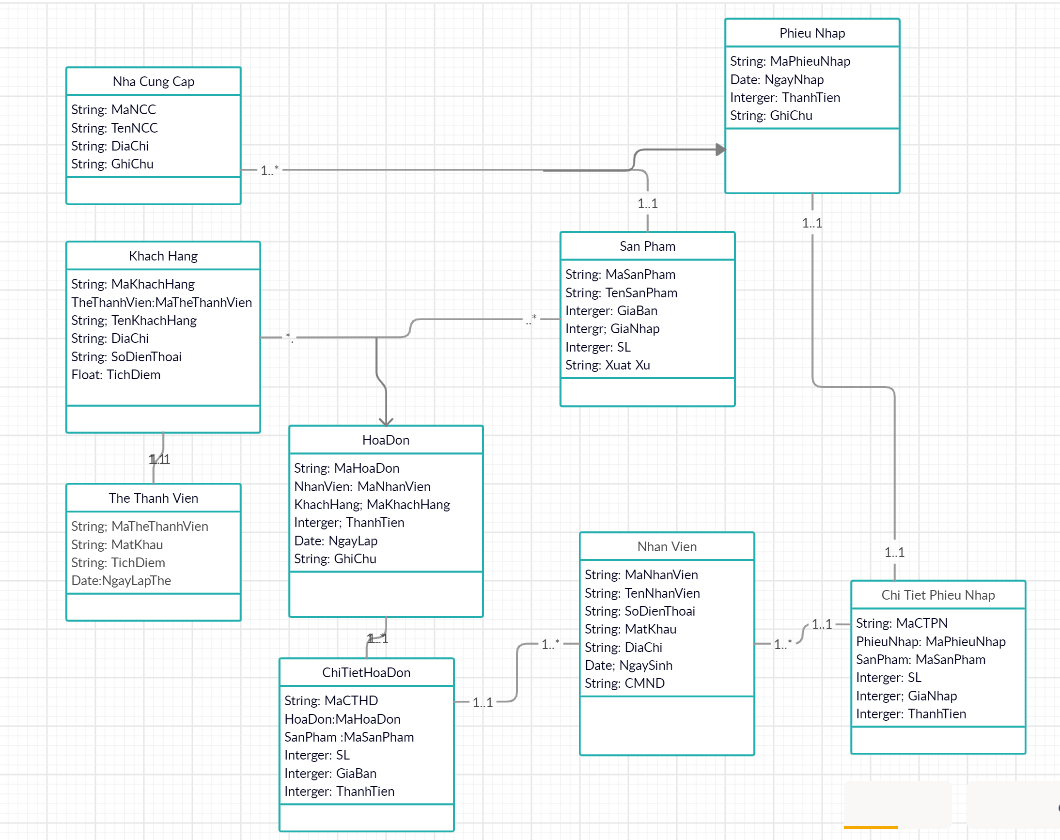 Phieu Nhap
String: MaPhieuNhap
Date: NgayNhap
Interger: ThanhTien
String: GhiChu
Nha Cung Cap
String: MaNCC
String: TenNCC
String: DiaChi
String: GhiChu
1..*
1..1
1..1
San Pham
String: MaSanPham
String: TenSanPham
Interger: GiaBan
Intergr; GiaNhap
Interger: SL
String: Xuat Xu
Khach Hang
String: MaKhachHang
TheThanhVien:MaTheThanhVien
String; TenKhachHang
String: DiaChi
String: SoDienThoai
Float: TichDiem
*.
..*
HoaDon
String: MaHoaDon
NhanVien: MaNhanVien
KhachHang; MaKhachHang
Interger; ThanhTien
Date: NgayLap
String: GhiChu
The Thanh Vien
String; MaTheThanhVien
String: MatKhau
String: TichDiem
Date:NgayLapThe
Nhan Vien
String: MaNhanVien
String: TenNhanVien
String: SoDienThoai
String: MatKhau
String: DiaChi
Date; NgaySinh
String: CMND
1..1
Chi Tiet Phieu Nhap
String: MaCTPN
PhieuNhap: MaPhieuNhap
SanPham: MaSanPham
Interger: SL
Interger; GiaNhap
Interger: ThanhTien
1..*
1..1
1..*
1..1
ChiTietHoaDon
String: MaCTHD
HoaDon:MaHoaDon
SanPham :MaSanPham
Interger: SL
Interger: GiaBan
Interger: ThanhTien